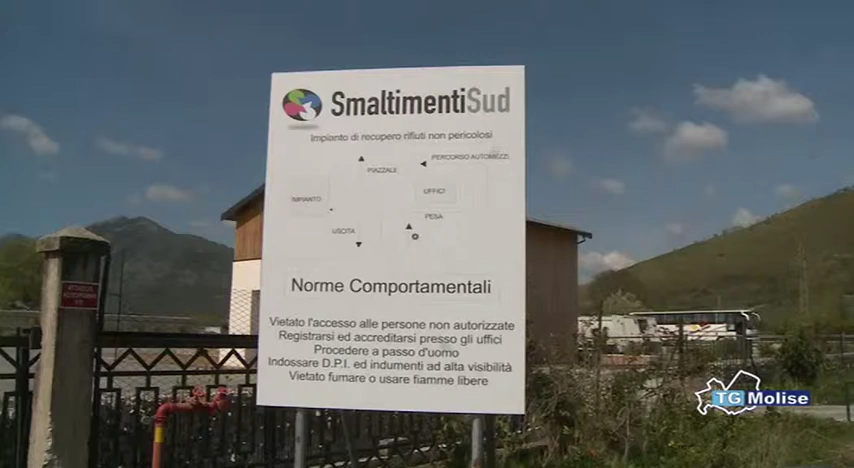 SmaltimentiSud
Impianto di recupero rifiuti non pericolosi
PERCORSO AUTOMEZZI
PIAZZALE
UFFICI
IMPIANTO
PESA
USCITA
Norme Comportamentali
Vietato l'accesso alle persone non autorizzate
Registrarsi ed accreditarsi presso gli uffici
Procedere a passo d'uomo
Indossare D.P.I. ed indumenti ad alta visibilità
Vietato fumare o usare fiamme libere
TGMolise